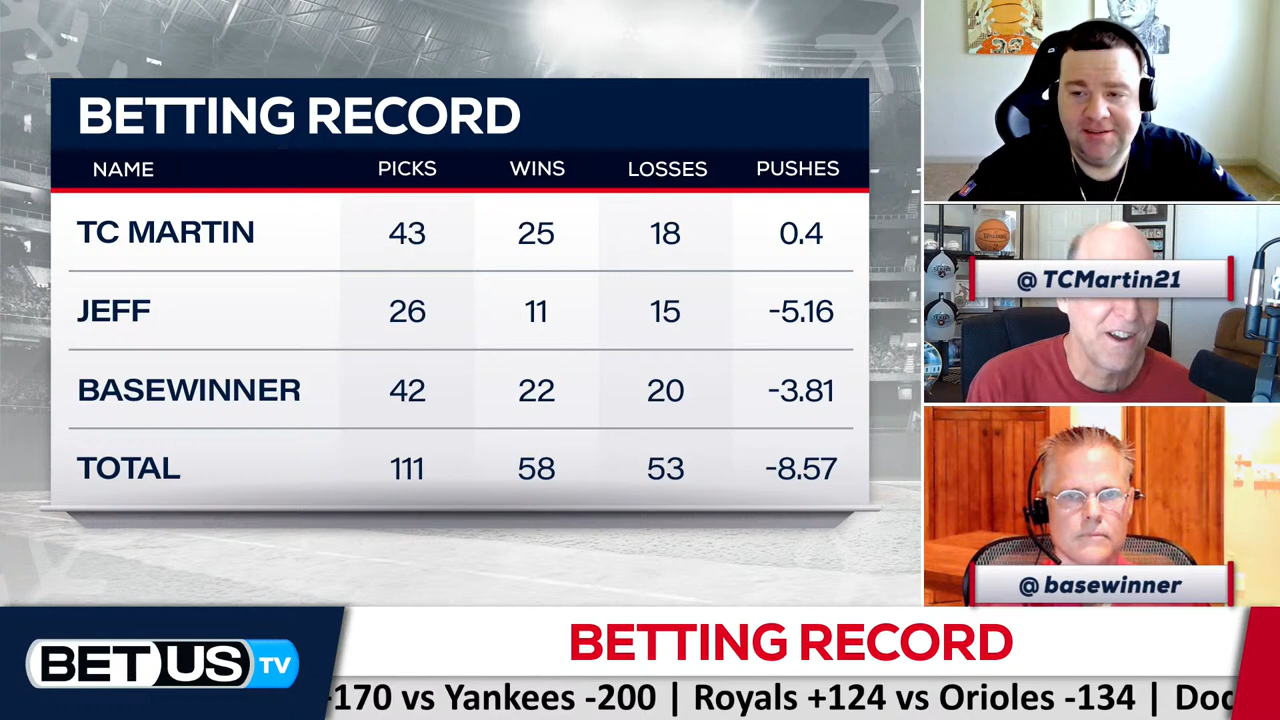 BETTING RECORD
NAME PICKS WINS LOSSES PUSHES
TC MARTIN 43 25 18 0.4
JEFF 26 11 15 -5.16
BASEWINNER 42 22 20 -3.81
TOTAL 111 58 53 -8.57
@TCMartin21
@basewinner
BETTING RECORD
BET US TV
-170 vs Yankees -200 | Royals +124 vs Orioles -134 |